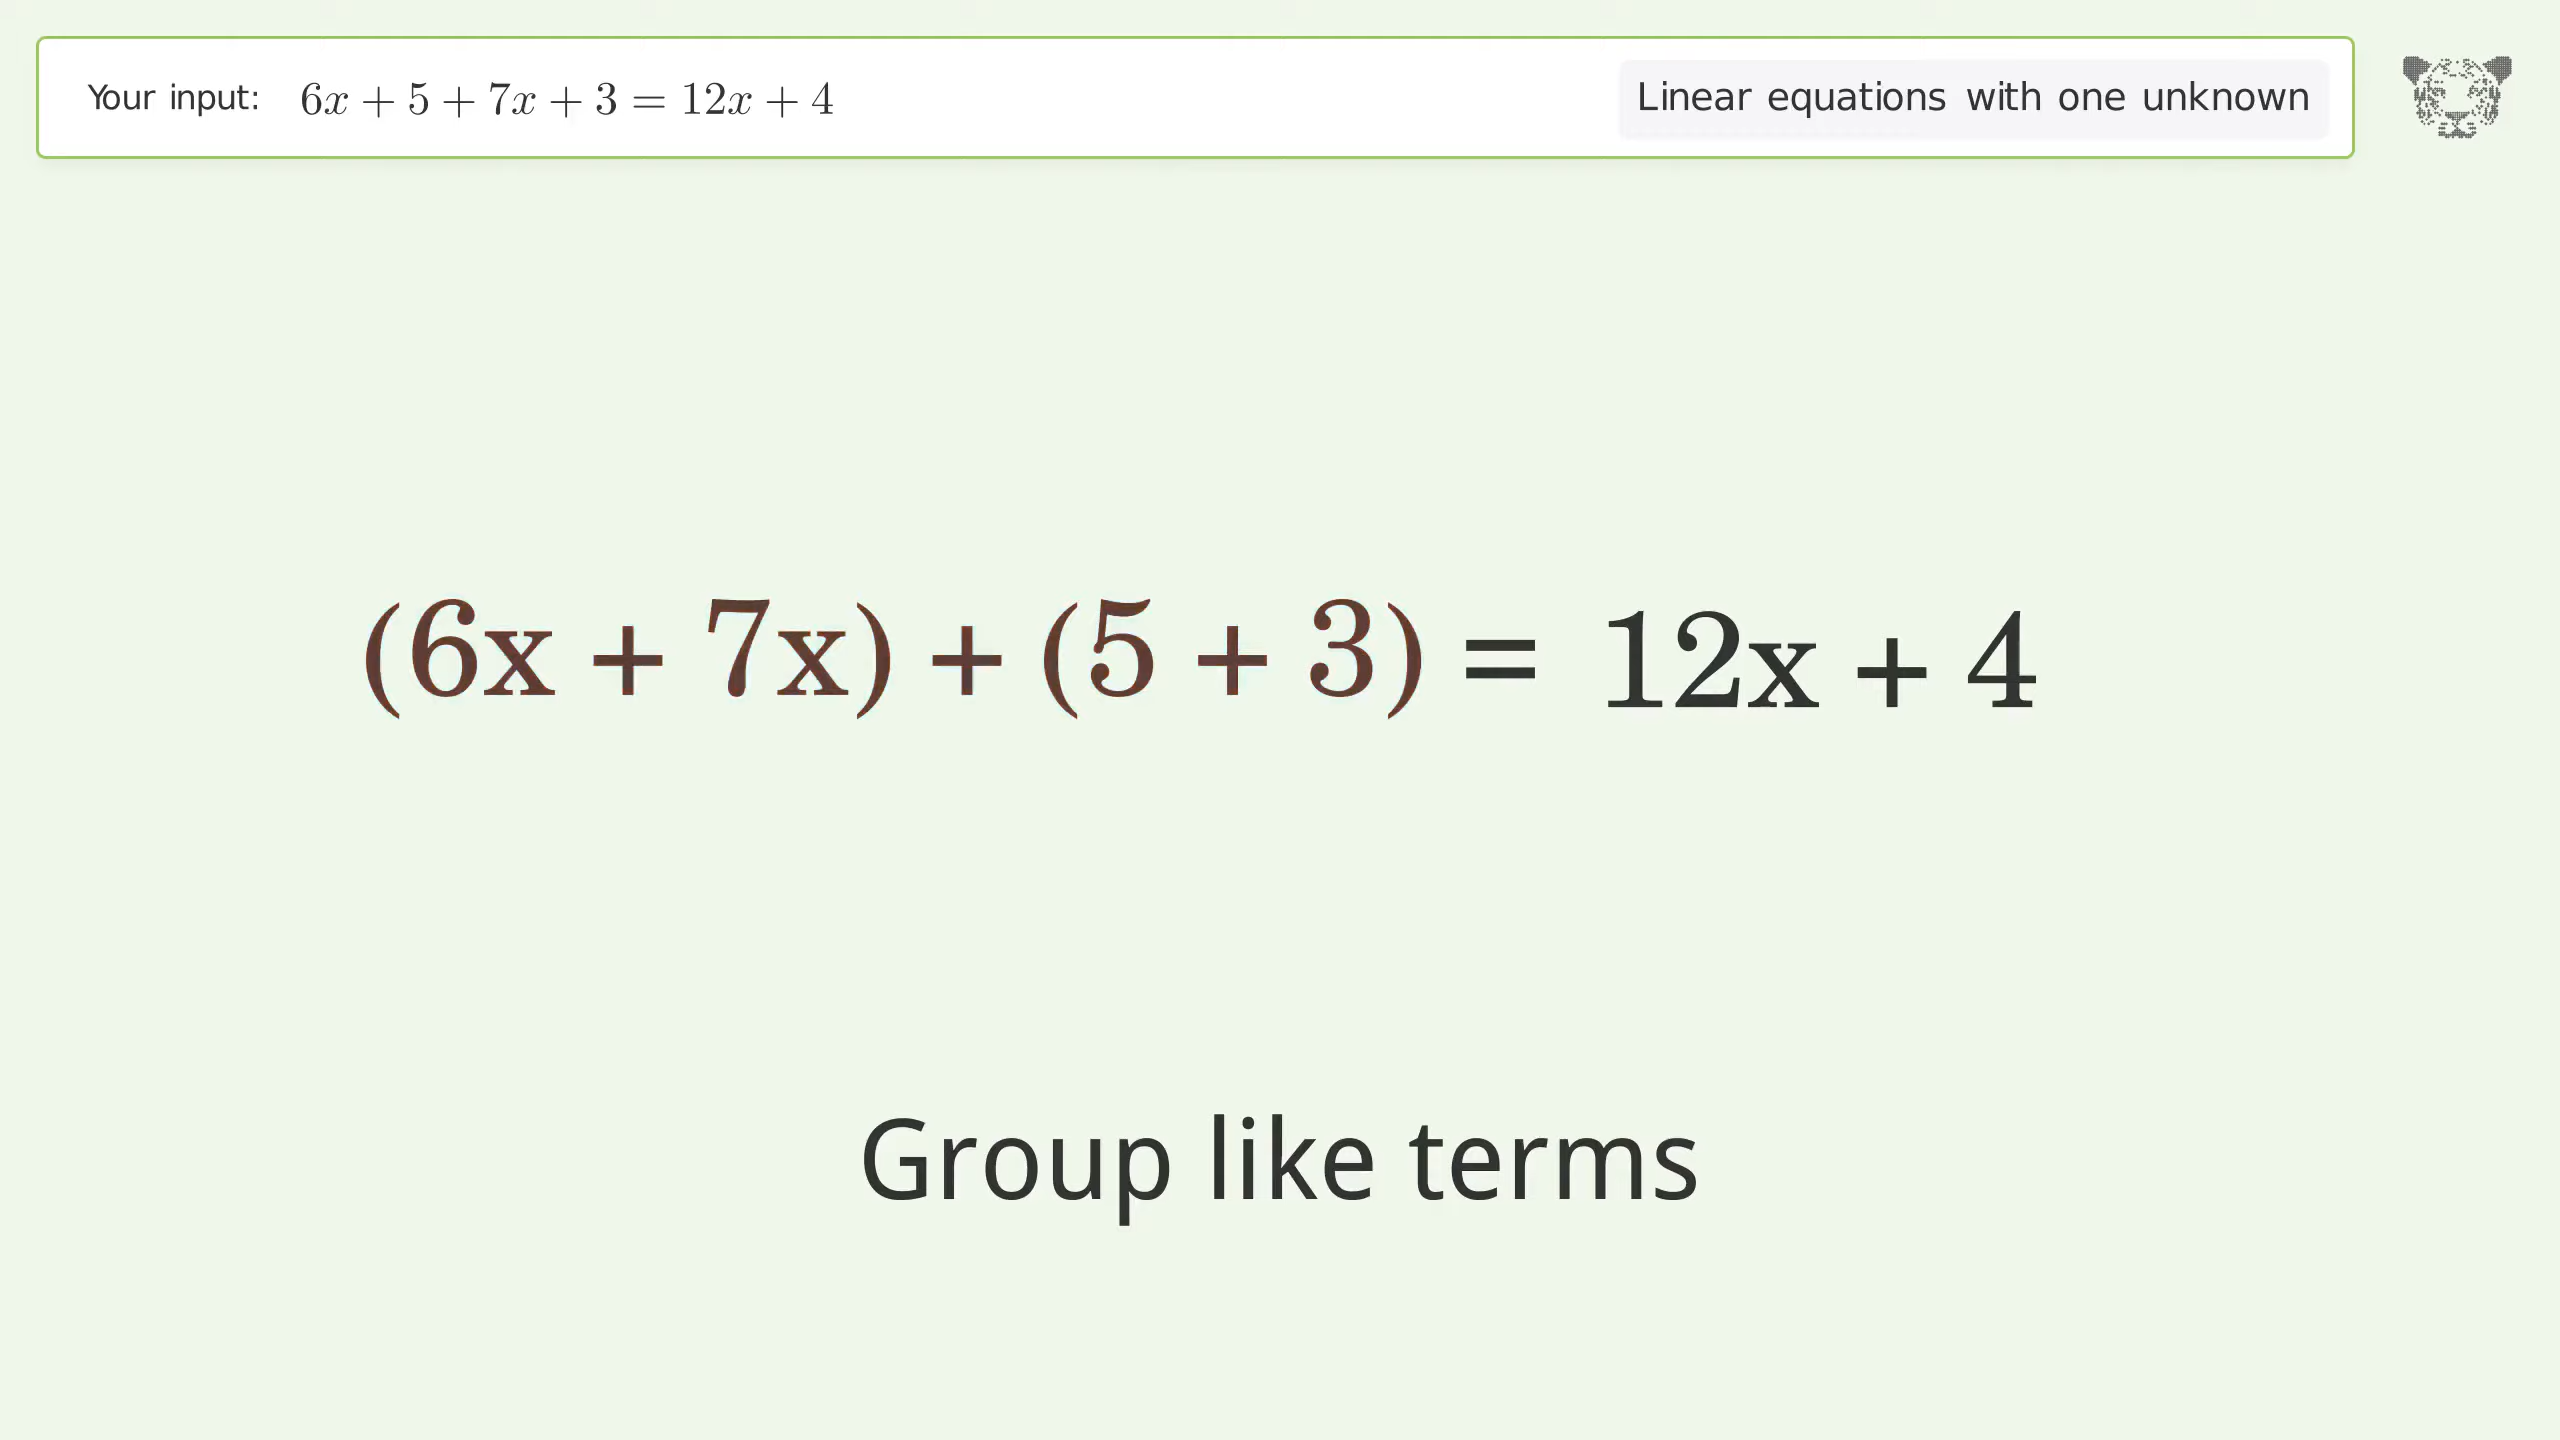 Your input: 6x + 5 + 7x + 3 = 12x + 4 Linear equations with one unknown
(6x + 7x) + (5 + 3) = 12x + 4
Group like terms